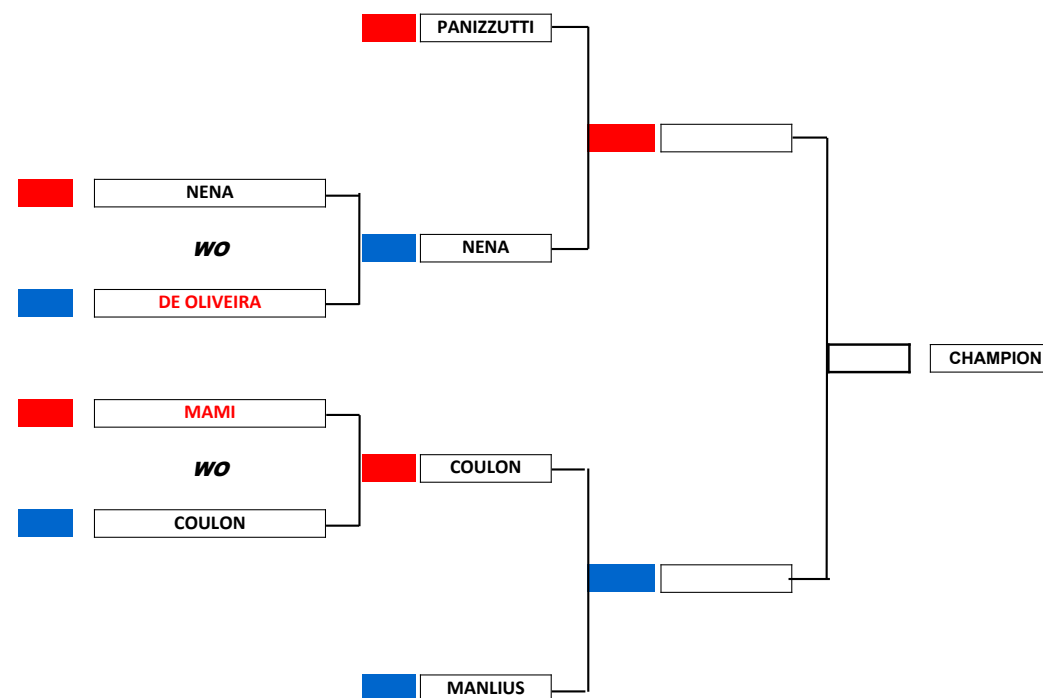 PANIZZUTTI
NENA
WO
NENA
DE OLIVEIRA
CHAMPION
MAMI
WO
COULON
COULON
MANLIUS